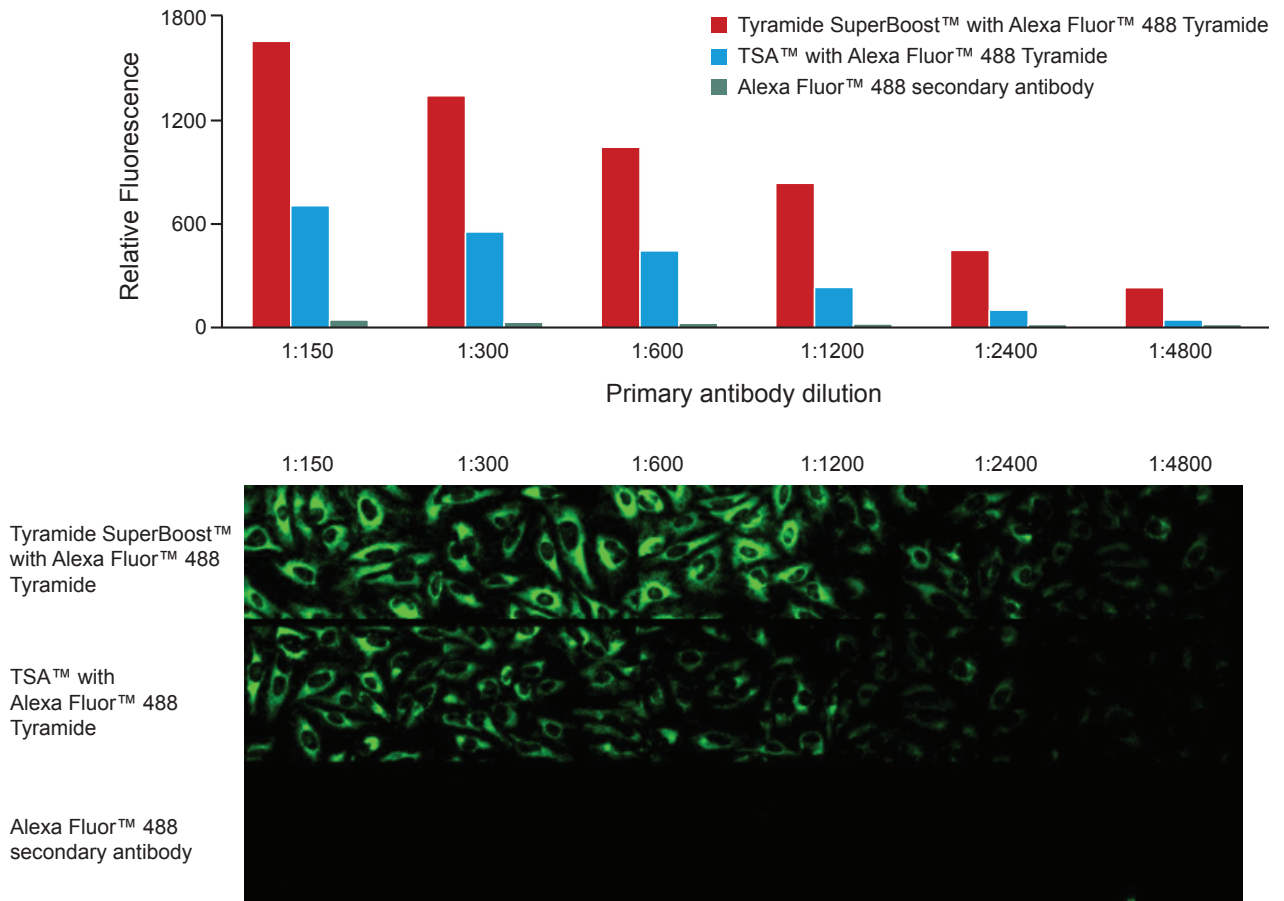 1800
1200
600
0
Relative Fluorescence
Tyramide SuperBoost™ with Alexa Fluor™ 488 Tyramide
TSA™ with Alexa Fluor™ 488 Tyramide
Alexa Fluor™ 488 secondary antibody
1:150 1:300 1:600 1:1200 1:2400 1:4800
Primary antibody dilution
1:150 1:300 1:600 1:1200 1:2400 1:4800
Tyramide SuperBoost™
with Alexa Fluor™ 488
Tyramide
TSA™ with
Alexa Fluor™ 488
Tyramide
Alexa Fluor™ 488
secondary antibody